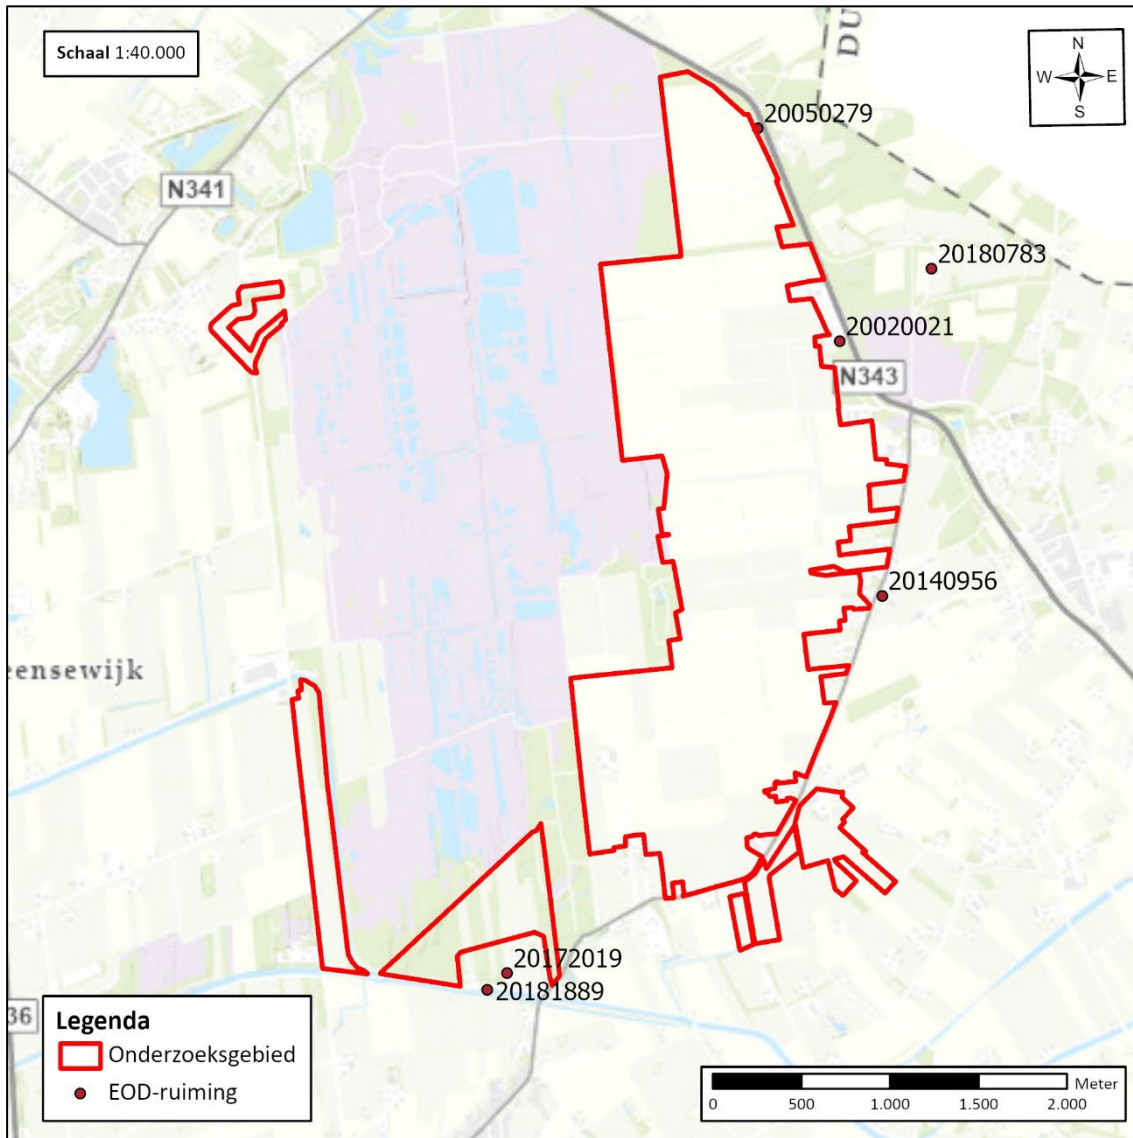 Schaal 1:40.000
DU
N
W E
S
20050279
N341
20180783
20020021
N343
20140956
eensewijk
20172019
20181889
36
Legenda
Onderzoeksgebied
EOD-ruiming
Meter
0 500 1.000 1.500 2.000